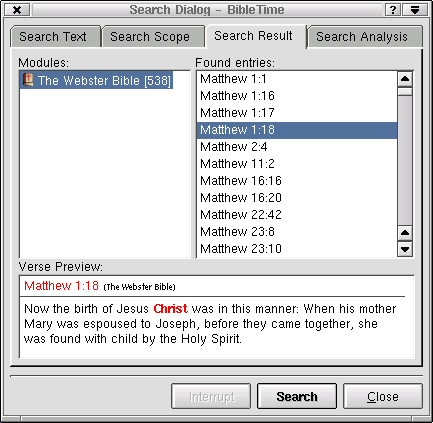 Search Dialog - BibleTime
?
Search Text
Search Scope
Search Result
Search Analysis
Modules:
Found entries:
The Webster Bible [538]
Matthew 1:1
Matthew 1:16
Matthew 1:17
Matthew 1:18
Matthew 2:4
Matthew 11:2
Matthew 16:16
Matthew 16:20
Matthew 22:42
Matthew 23:8
Matthew 23:10
Verse Preview:
Matthew 1:18 (The Webster Bible)
Now the birth of Jesus Christ was in this manner: When his mother
Mary was espoused to Joseph, before they came together, she
was found with child by the Holy Spirit.
Interrupt
Search
Close